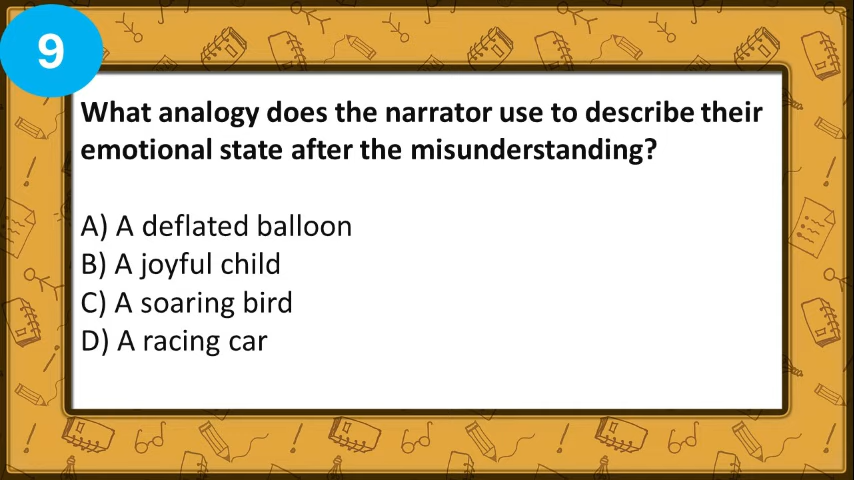 9
What analogy does the narrator use to describe their
emotional state after the misunderstanding?
A) A deflated balloon
B) A joyful child
C) A soaring bird
D) A racing car